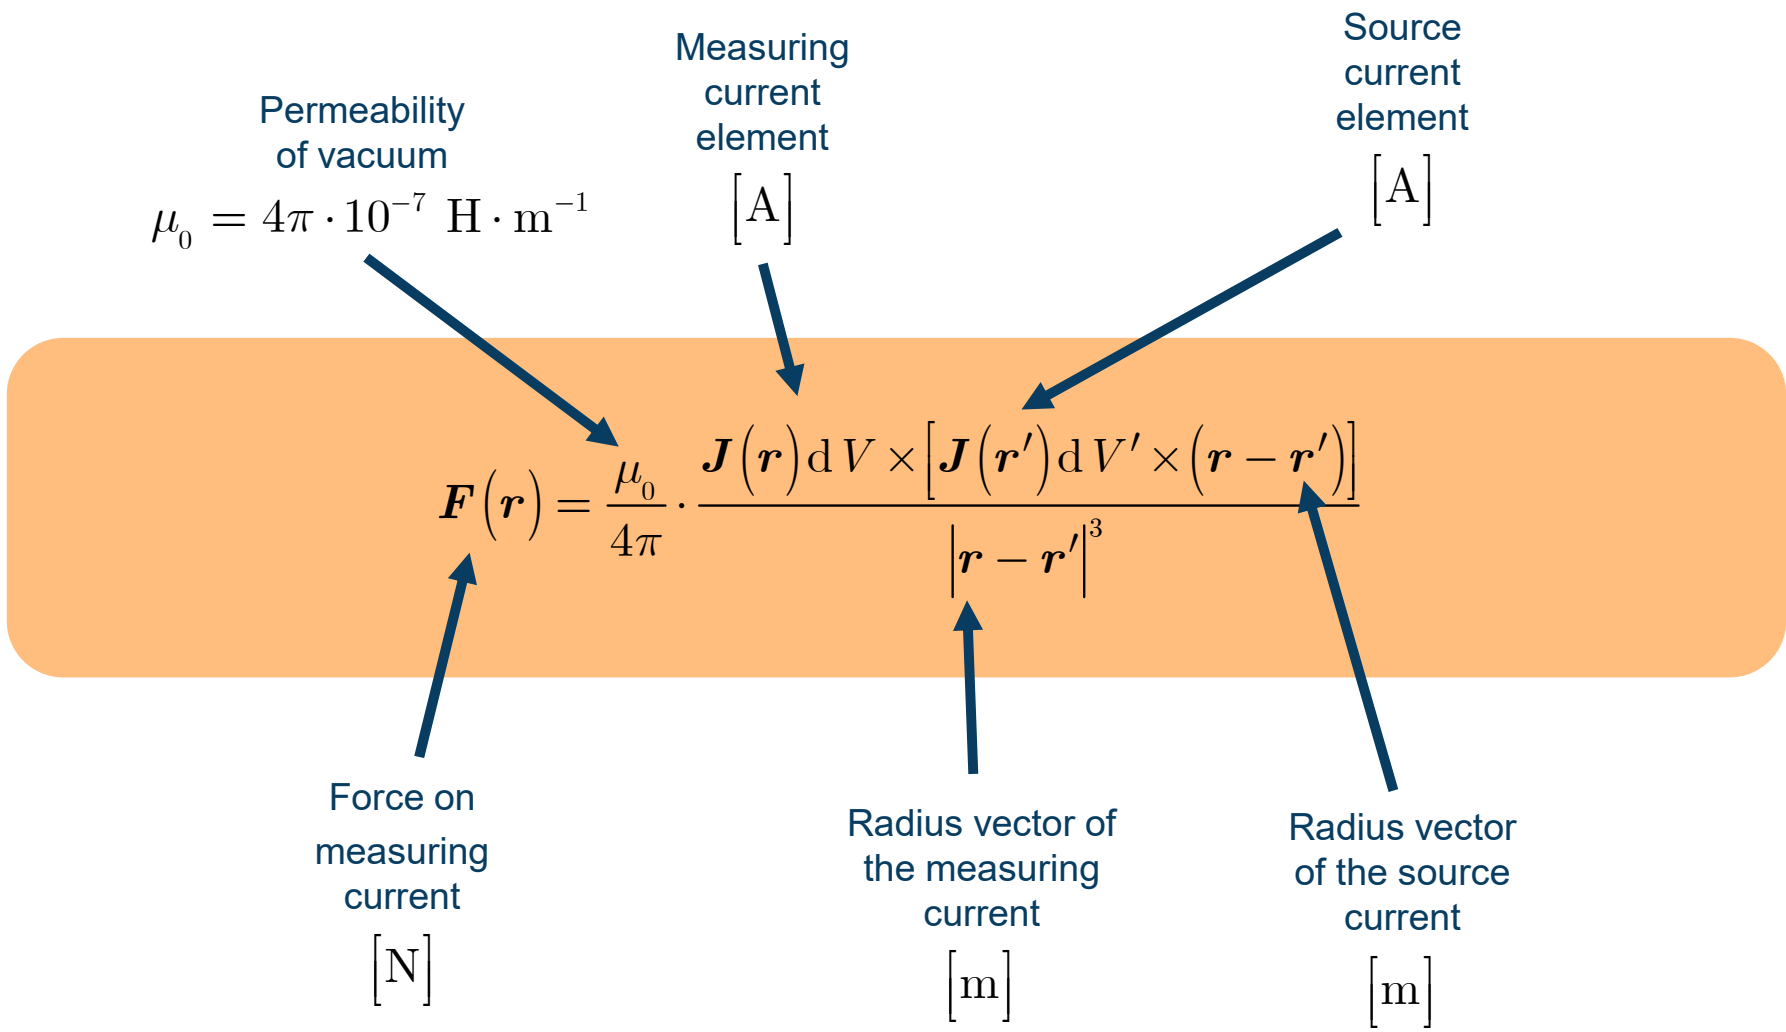 Source
current
element
[A]
Measuring
current
element
[A]
Permeability
of vacuum
μ₀ = 4π · 10⁻⁷ H · m⁻¹
F(r) = μ₀/4π · J(r)dV × [J(r′)dV′ × (r − r′)] / |r − r′|³
Force on
measuring
current
[N]
Radius vector of
the measuring
current
[m]
Radius vector
of the source
current
[m]